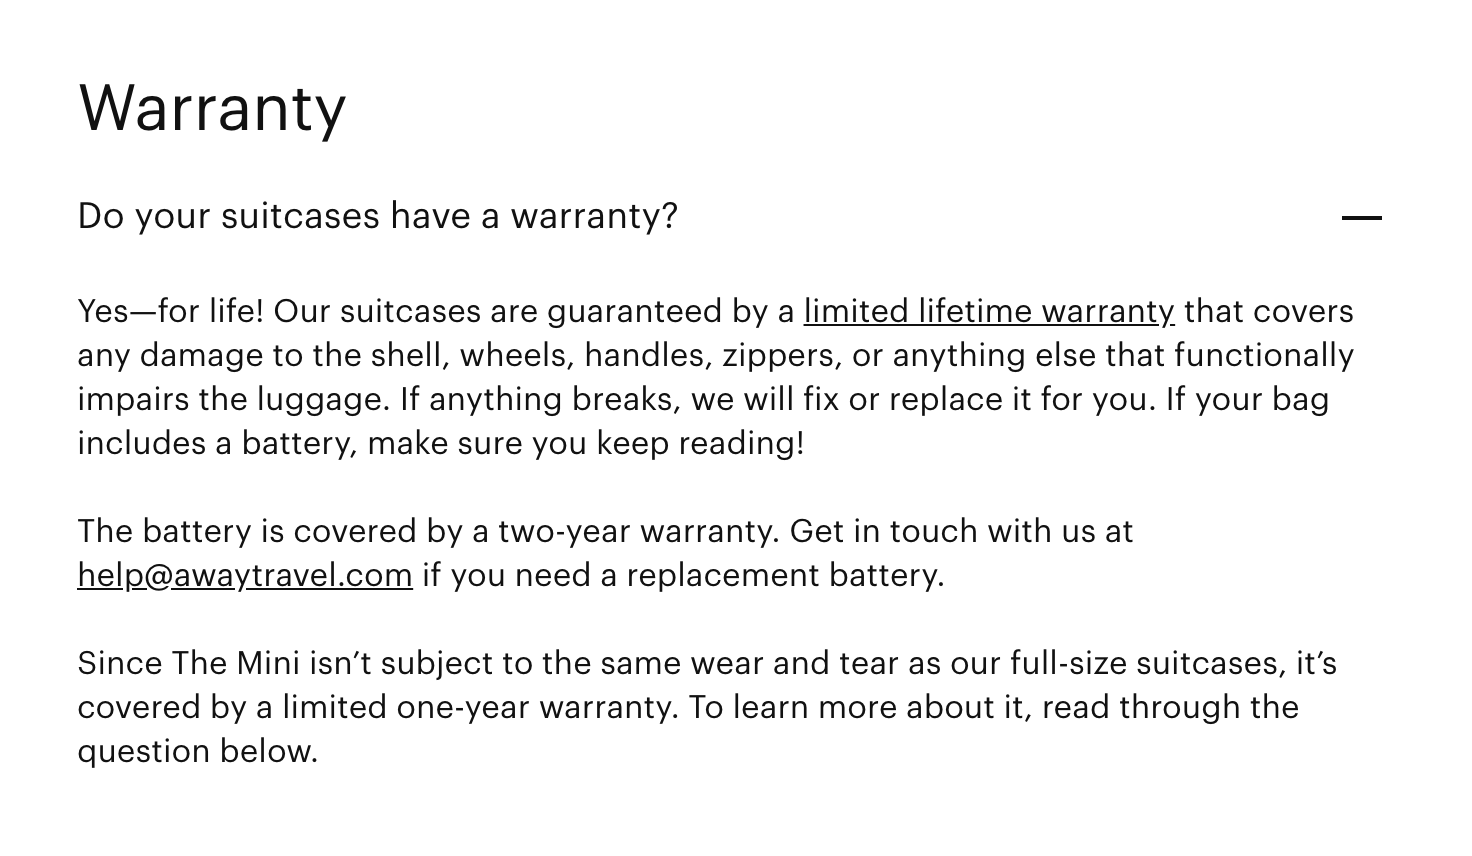 Warranty
Do your suitcases have a warranty?
Yes—for life! Our suitcases are guaranteed by a limited lifetime warranty that covers
any damage to the shell, wheels, handles, zippers, or anything else that functionally
impairs the luggage. If anything breaks, we will fix or replace it for you. If your bag
includes a battery, make sure you keep reading!
The battery is covered by a two-year warranty. Get in touch with us at
help@awaytravel.com if you need a replacement battery.
Since The Mini isn’t subject to the same wear and tear as our full-size suitcases, it’s
covered by a limited one-year warranty. To learn more about it, read through the
question below.